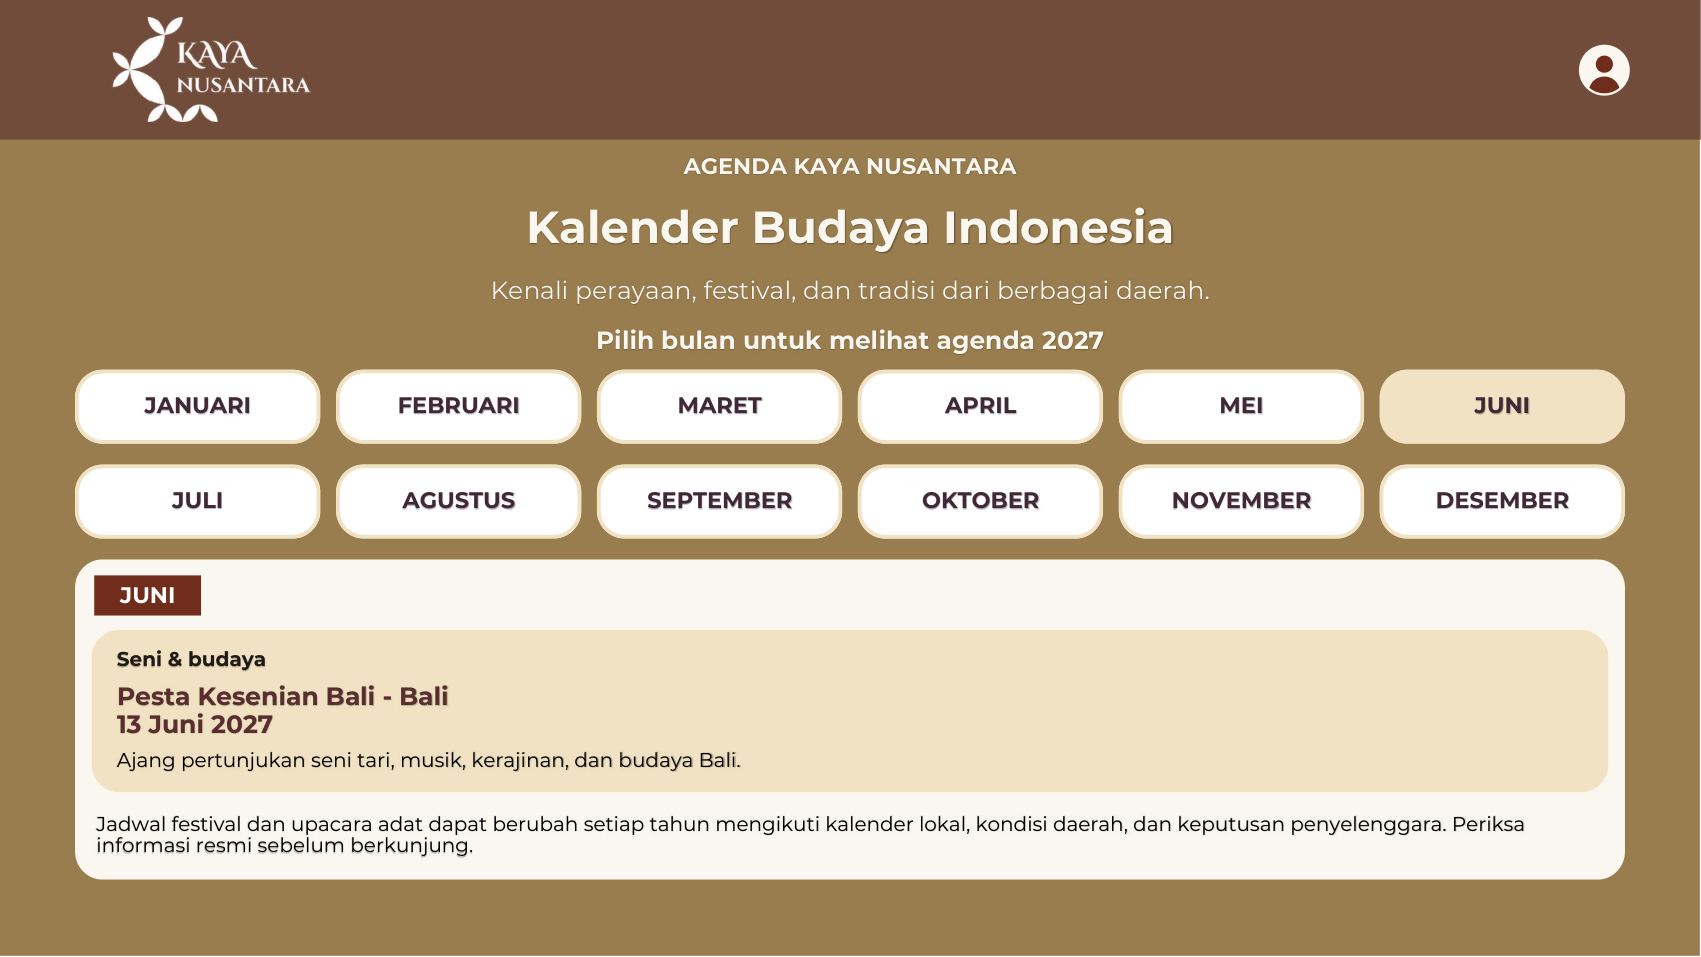 KAYA
NUSANTARA
AGENDA KAYA NUSANTARA
Kalender Budaya Indonesia
Kenali perayaan, festival, dan tradisi dari berbagai daerah.
Pilih bulan untuk melihat agenda 2027
JANUARI
FEBRUARI
MARET
APRIL
MEI
JUNI
JULI
AGUSTUS
SEPTEMBER
OKTOBER
NOVEMBER
DESEMBER
JUNI
Seni & budaya
Pesta Kesenian Bali - Bali
13 Juni 2027
Ajang pertunjukan seni tari, musik, kerajinan, dan budaya Bali.
Jadwal festival dan upacara adat dapat berubah setiap tahun mengikuti kalender lokal, kondisi daerah, dan keputusan penyelenggara. Periksa
informasi resmi sebelum berkunjung.